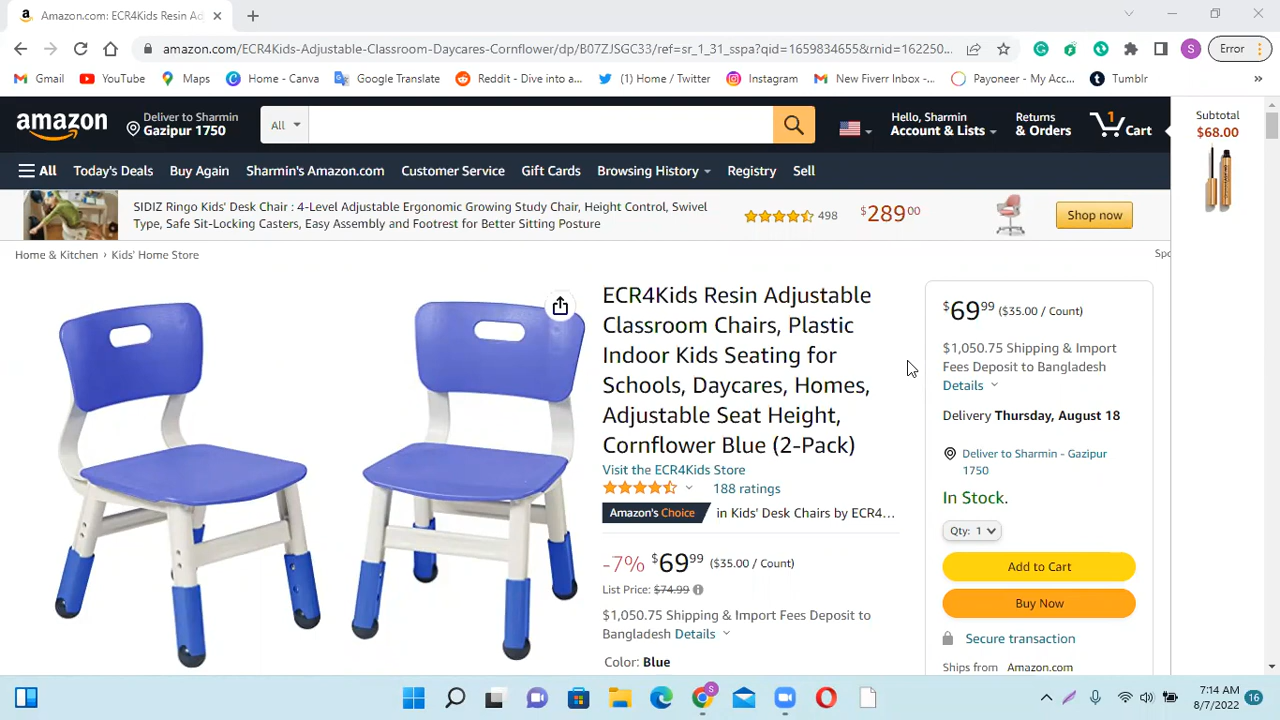 Amazon.com: ECR4Kids Resin Ad
amazon.com/ECR4Kids-Adjustable-Classroom-Daycares-Cornflower/dp/B07ZJSGC33/ref=sr_1_31_sspa?qid=1659834655&rnid=162250...
S
Error
Gmail
YouTube
Maps
Home - Canva
Google Translate
Reddit - Dive into a...
(1) Home / Twitter
Instagram
New Fiverr Inbox -...
Payoneer - My Acc...
Tumblr
»
amazon
Deliver to Sharmin
Gazipur 1750
All
Hello, Sharmin
Account & Lists
Returns
& Orders
1
Cart
Subtotal
$68.00
All
Today's Deals
Buy Again
Sharmin's Amazon.com
Customer Service
Gift Cards
Browsing History
Registry
Sell
SIDIZ Ringo Kids' Desk Chair : 4-Level Adjustable Ergonomic Growing Study Chair, Height Control, Swivel
Type, Safe Sit-Locking Casters, Easy Assembly and Footrest for Better Sitting Posture
498
$289.00
Shop now
Home & Kitchen › Kids' Home Store
Spc
ECR4Kids Resin Adjustable
Classroom Chairs, Plastic
Indoor Kids Seating for
Schools, Daycares, Homes,
Adjustable Seat Height,
Cornflower Blue (2-Pack)
Visit the ECR4Kids Store
188 ratings
Amazon's Choice in Kids' Desk Chairs by ECR4...
-7% $69.99 ($35.00 / Count)
List Price: $74.99
$1,050.75 Shipping & Import Fees Deposit to
Bangladesh Details
Color: Blue
$69.99 ($35.00 / Count)
$1,050.75 Shipping & Import
Fees Deposit to Bangladesh
Details
Delivery Thursday, August 18
Deliver to Sharmin - Gazipur
1750
In Stock.
Qty: 1
Add to Cart
Buy Now
Secure transaction
Ships from Amazon.com
7:14 AM
8/7/2022
16